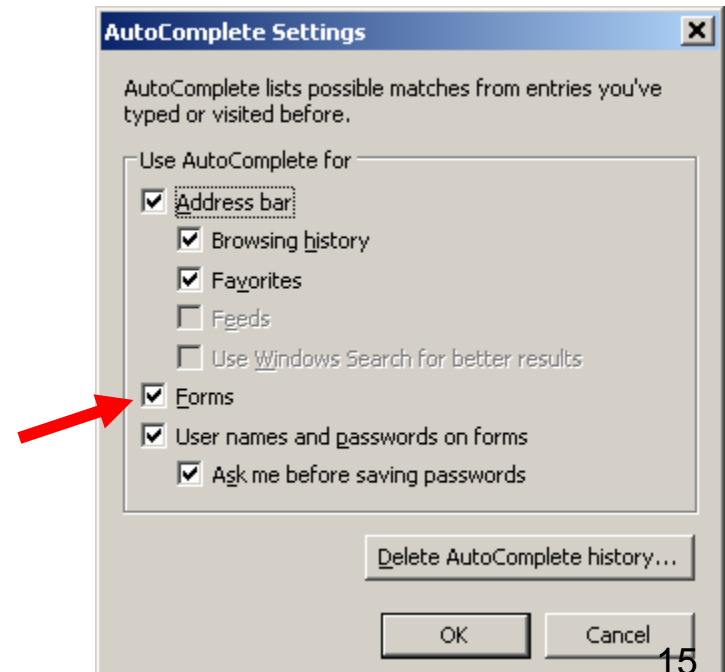 AutoComplete Settings
AutoComplete lists possible matches from entries you've
typed or visited before.
Use AutoComplete for
Address bar
Browsing history
Favorites
Feeds
Use Windows Search for better results
Forms
User names and passwords on forms
Ask me before saving passwords
Delete AutoComplete history...
OK Cancel
15